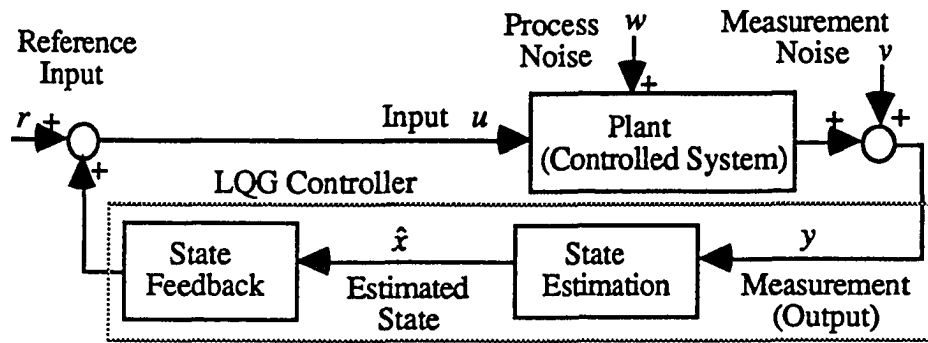 Reference
Input
r +
+
Input u
Process
Noise
w
+
Plant
(Controlled System)
Measurement
Noise
v
+
+
LQG Controller
State
Feedback
x̂
Estimated
State
State
Estimation
y
Measurement
(Output)